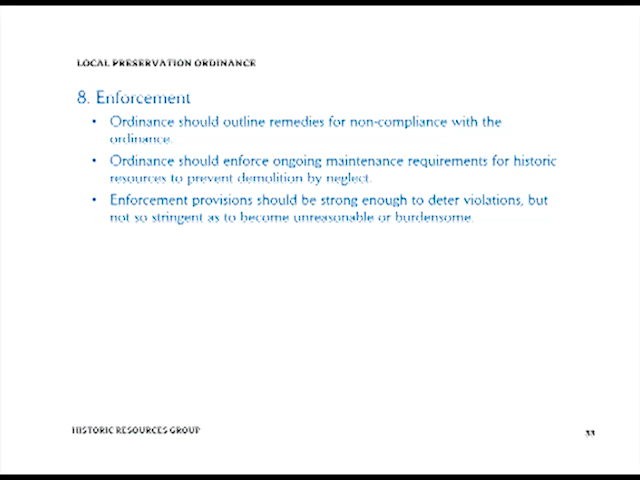 LOCAL PRESERVATION ORDINANCE
8. Enforcement
• Ordinance should outline remedies for non-compliance with the
ordinance.
• Ordinance should enforce ongoing maintenance requirements for historic
resources to prevent demolition by neglect.
• Enforcement provisions should be strong enough to deter violations, but
not so stringent as to become unreasonable or burdensome.
HISTORIC RESOURCES GROUP
33